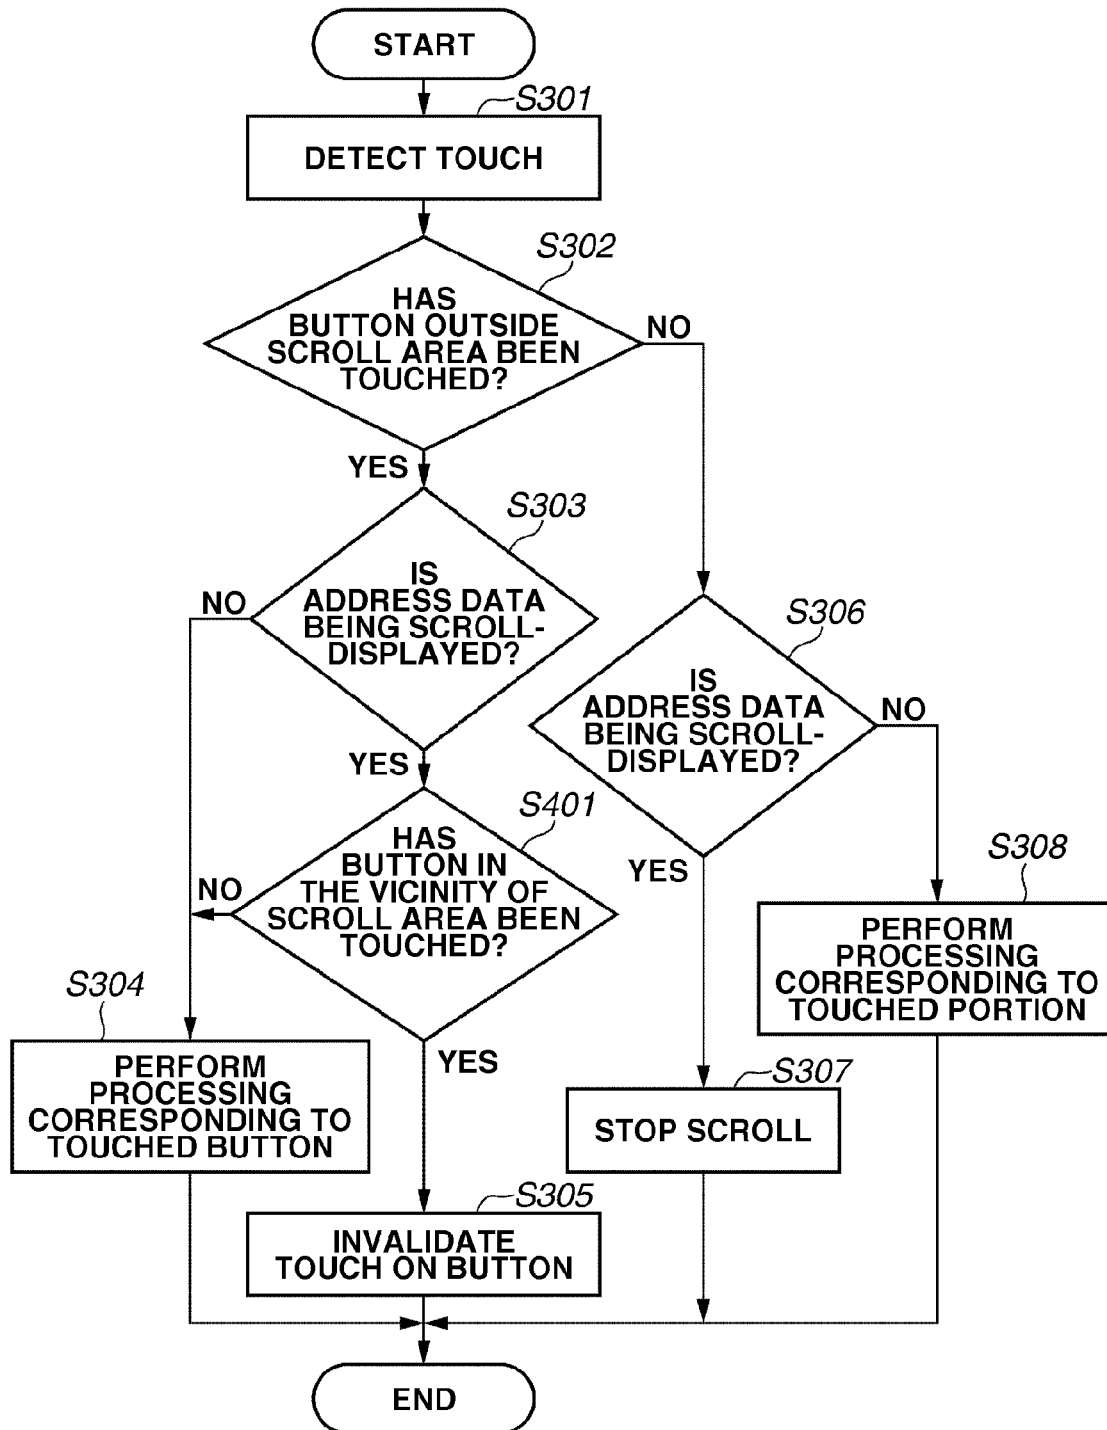 START
S301
DETECT TOUCH
S302
HAS
BUTTON OUTSIDE
SCROLL AREA BEEN
TOUCHED?
NO
YES
S303
IS
ADDRESS DATA
BEING SCROLL-
DISPLAYED?
NO
YES
S306
IS
ADDRESS DATA
BEING SCROLL-
DISPLAYED?
NO
YES
S401
HAS
BUTTON IN
THE VICINITY OF
SCROLL AREA BEEN
TOUCHED?
NO
YES
S308
PERFORM
PROCESSING
CORRESPONDING TO
TOUCHED PORTION
S304
PERFORM
PROCESSING
CORRESPONDING TO
TOUCHED BUTTON
S307
STOP SCROLL
S305
INVALIDATE
TOUCH ON BUTTON
END